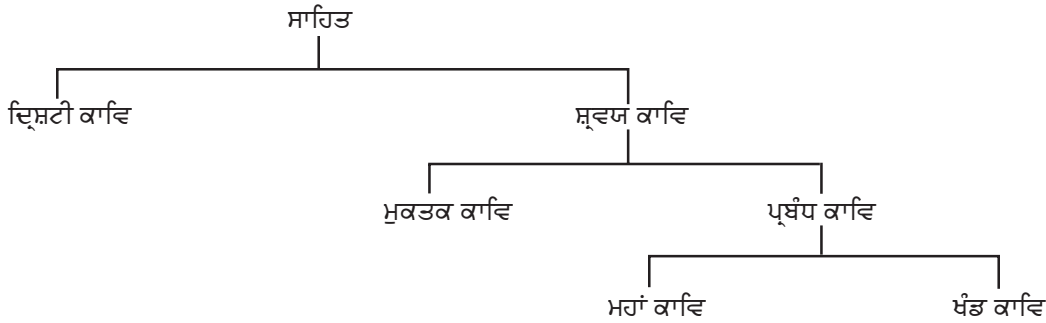 ਸਾਹਿਤ
ਦ੍ਰਿਸ਼ਟੀ ਕਾਵਿ ਸ਼੍ਰਵਯ ਕਾਵਿ
ਮੁਕਤਕ ਕਾਵਿ ਪ੍ਰਬੰਧ ਕਾਵਿ
ਮਹਾਂ ਕਾਵਿ ਖੰਡ ਕਾਵਿ